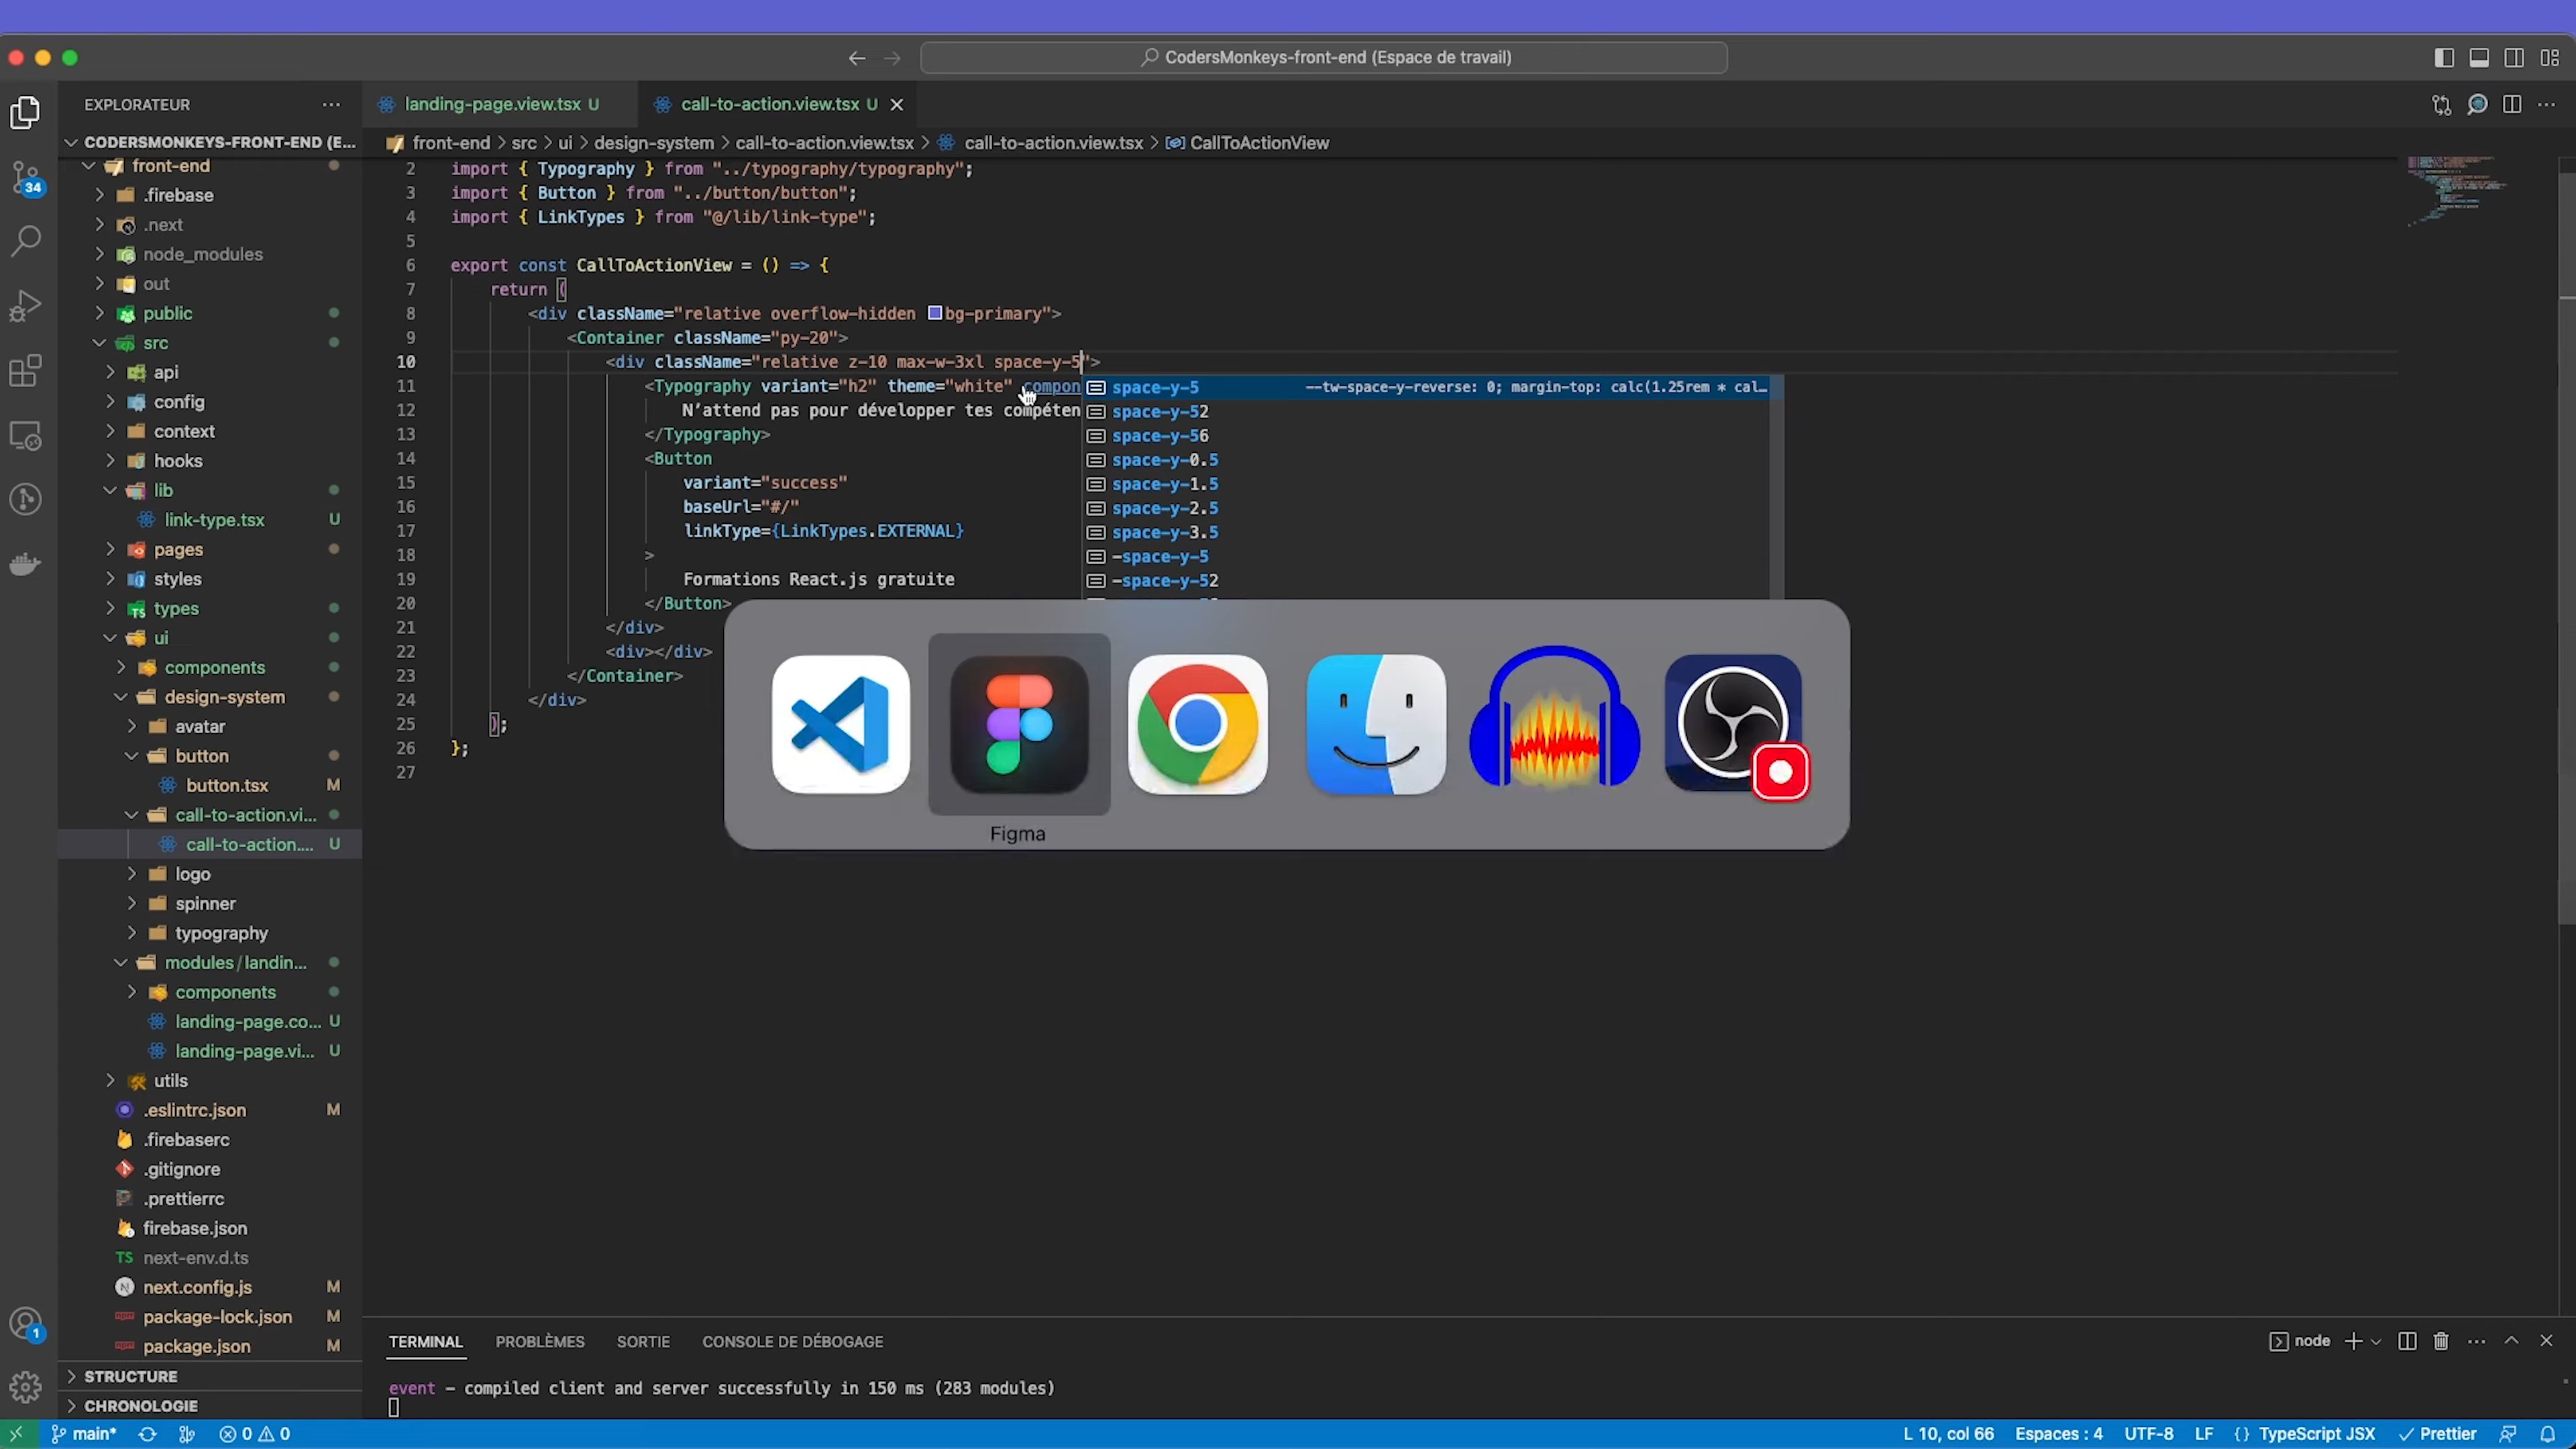 CodersMonkeys-front-end (Espace de travail)
EXPLORATEUR
landing-page.view.tsx U
call-to-action.view.tsx U
CODERSMONKEYS-FRONT-END (E...
front-end > src > ui > design-system > call-to-action.view.tsx > call-to-action.view.tsx > CallToActionView
front-end
.firebase
.next
node_modules
out
public
src
api
config
context
hooks
lib
link-type.tsx U
pages
styles
types
ui
components
design-system
avatar
button
button.tsx M
call-to-action.vi...
call-to-action.... U
logo
spinner
typography
modules/landin...
components
landing-page.co... U
landing-page.vi... U
utils
.eslintrc.json M
.firebaserc
.gitignore
.prettierrc
firebase.json
next-env.d.ts
next.config.js M
package-lock.json M
package.json M
STRUCTURE
CHRONOLOGIE
34
1
2 import { Typography } from "../typography/typography";
3 import { Button } from "../button/button";
4 import { LinkTypes } from "@/lib/link-type";
5
6 export const CallToActionView = () => {
7 return (
8 <div className="relative overflow-hidden bg-primary">
9 <Container className="py-20">
10 <div className="relative z-10 max-w-3xl space-y-5">
11 <Typography variant="h2" theme="white" compon
12 N’attend pas pour développer tes compéten
13 </Typography>
14 <Button
15 variant="success"
16 baseUrl="#/"
17 linkType={LinkTypes.EXTERNAL}
18 >
19 Formations React.js gratuite
20 </Button>
21 </div>
22 <div></div>
23 </Container>
24 </div>
25 );
26 };
27
space-y-5 --tw-space-y-reverse: 0; margin-top: calc(1.25rem * cal...
space-y-52
space-y-56
space-y-0.5
space-y-1.5
space-y-2.5
space-y-3.5
-space-y-5
-space-y-52
Figma
TERMINAL PROBLÈMES SORTIE CONSOLE DE DÉBOGAGE
node
event - compiled client and server successfully in 150 ms (283 modules)
main* 0 0
L 10, col 66 Espaces : 4 UTF-8 LF {} TypeScript JSX Prettier